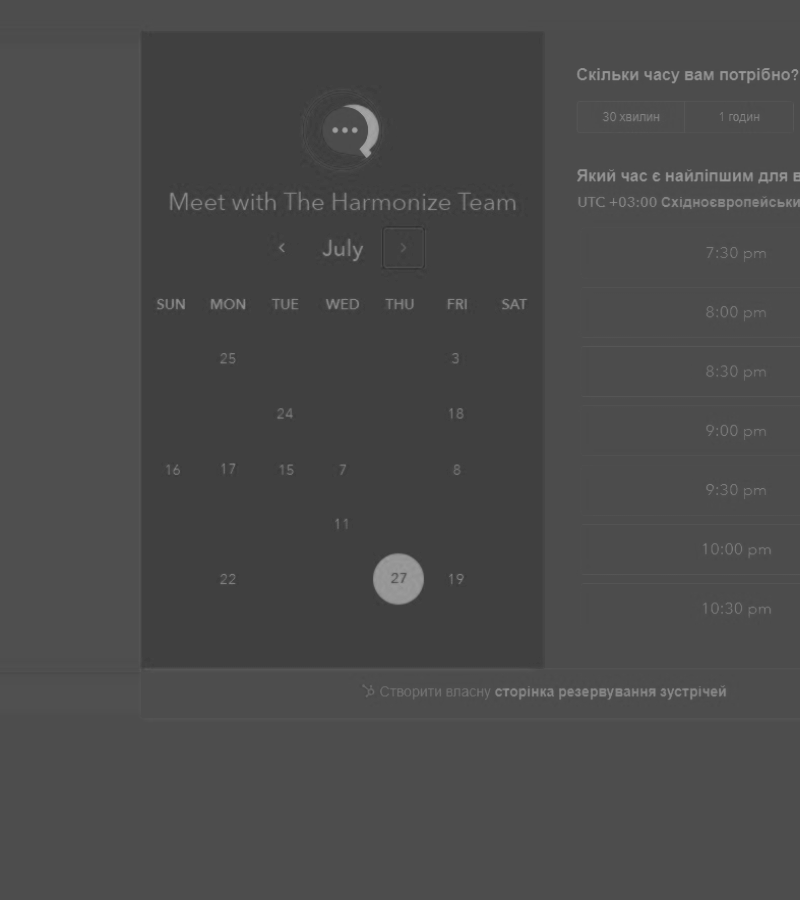 Meet with The Harmonize Team
July
SUN MON TUE WED THU FRI SAT
25 3
24 18
16 17 15 7 8
11
22 27 19
Скільки часу вам потрібно?
30 хвилин 1 годин
Який час є найліпшим для в
UTC +03:00 Східноєвропейськи
7:30 pm
8:00 pm
8:30 pm
9:00 pm
9:30 pm
10:00 pm
10:30 pm
Створити власну сторінка резервування зустрічей